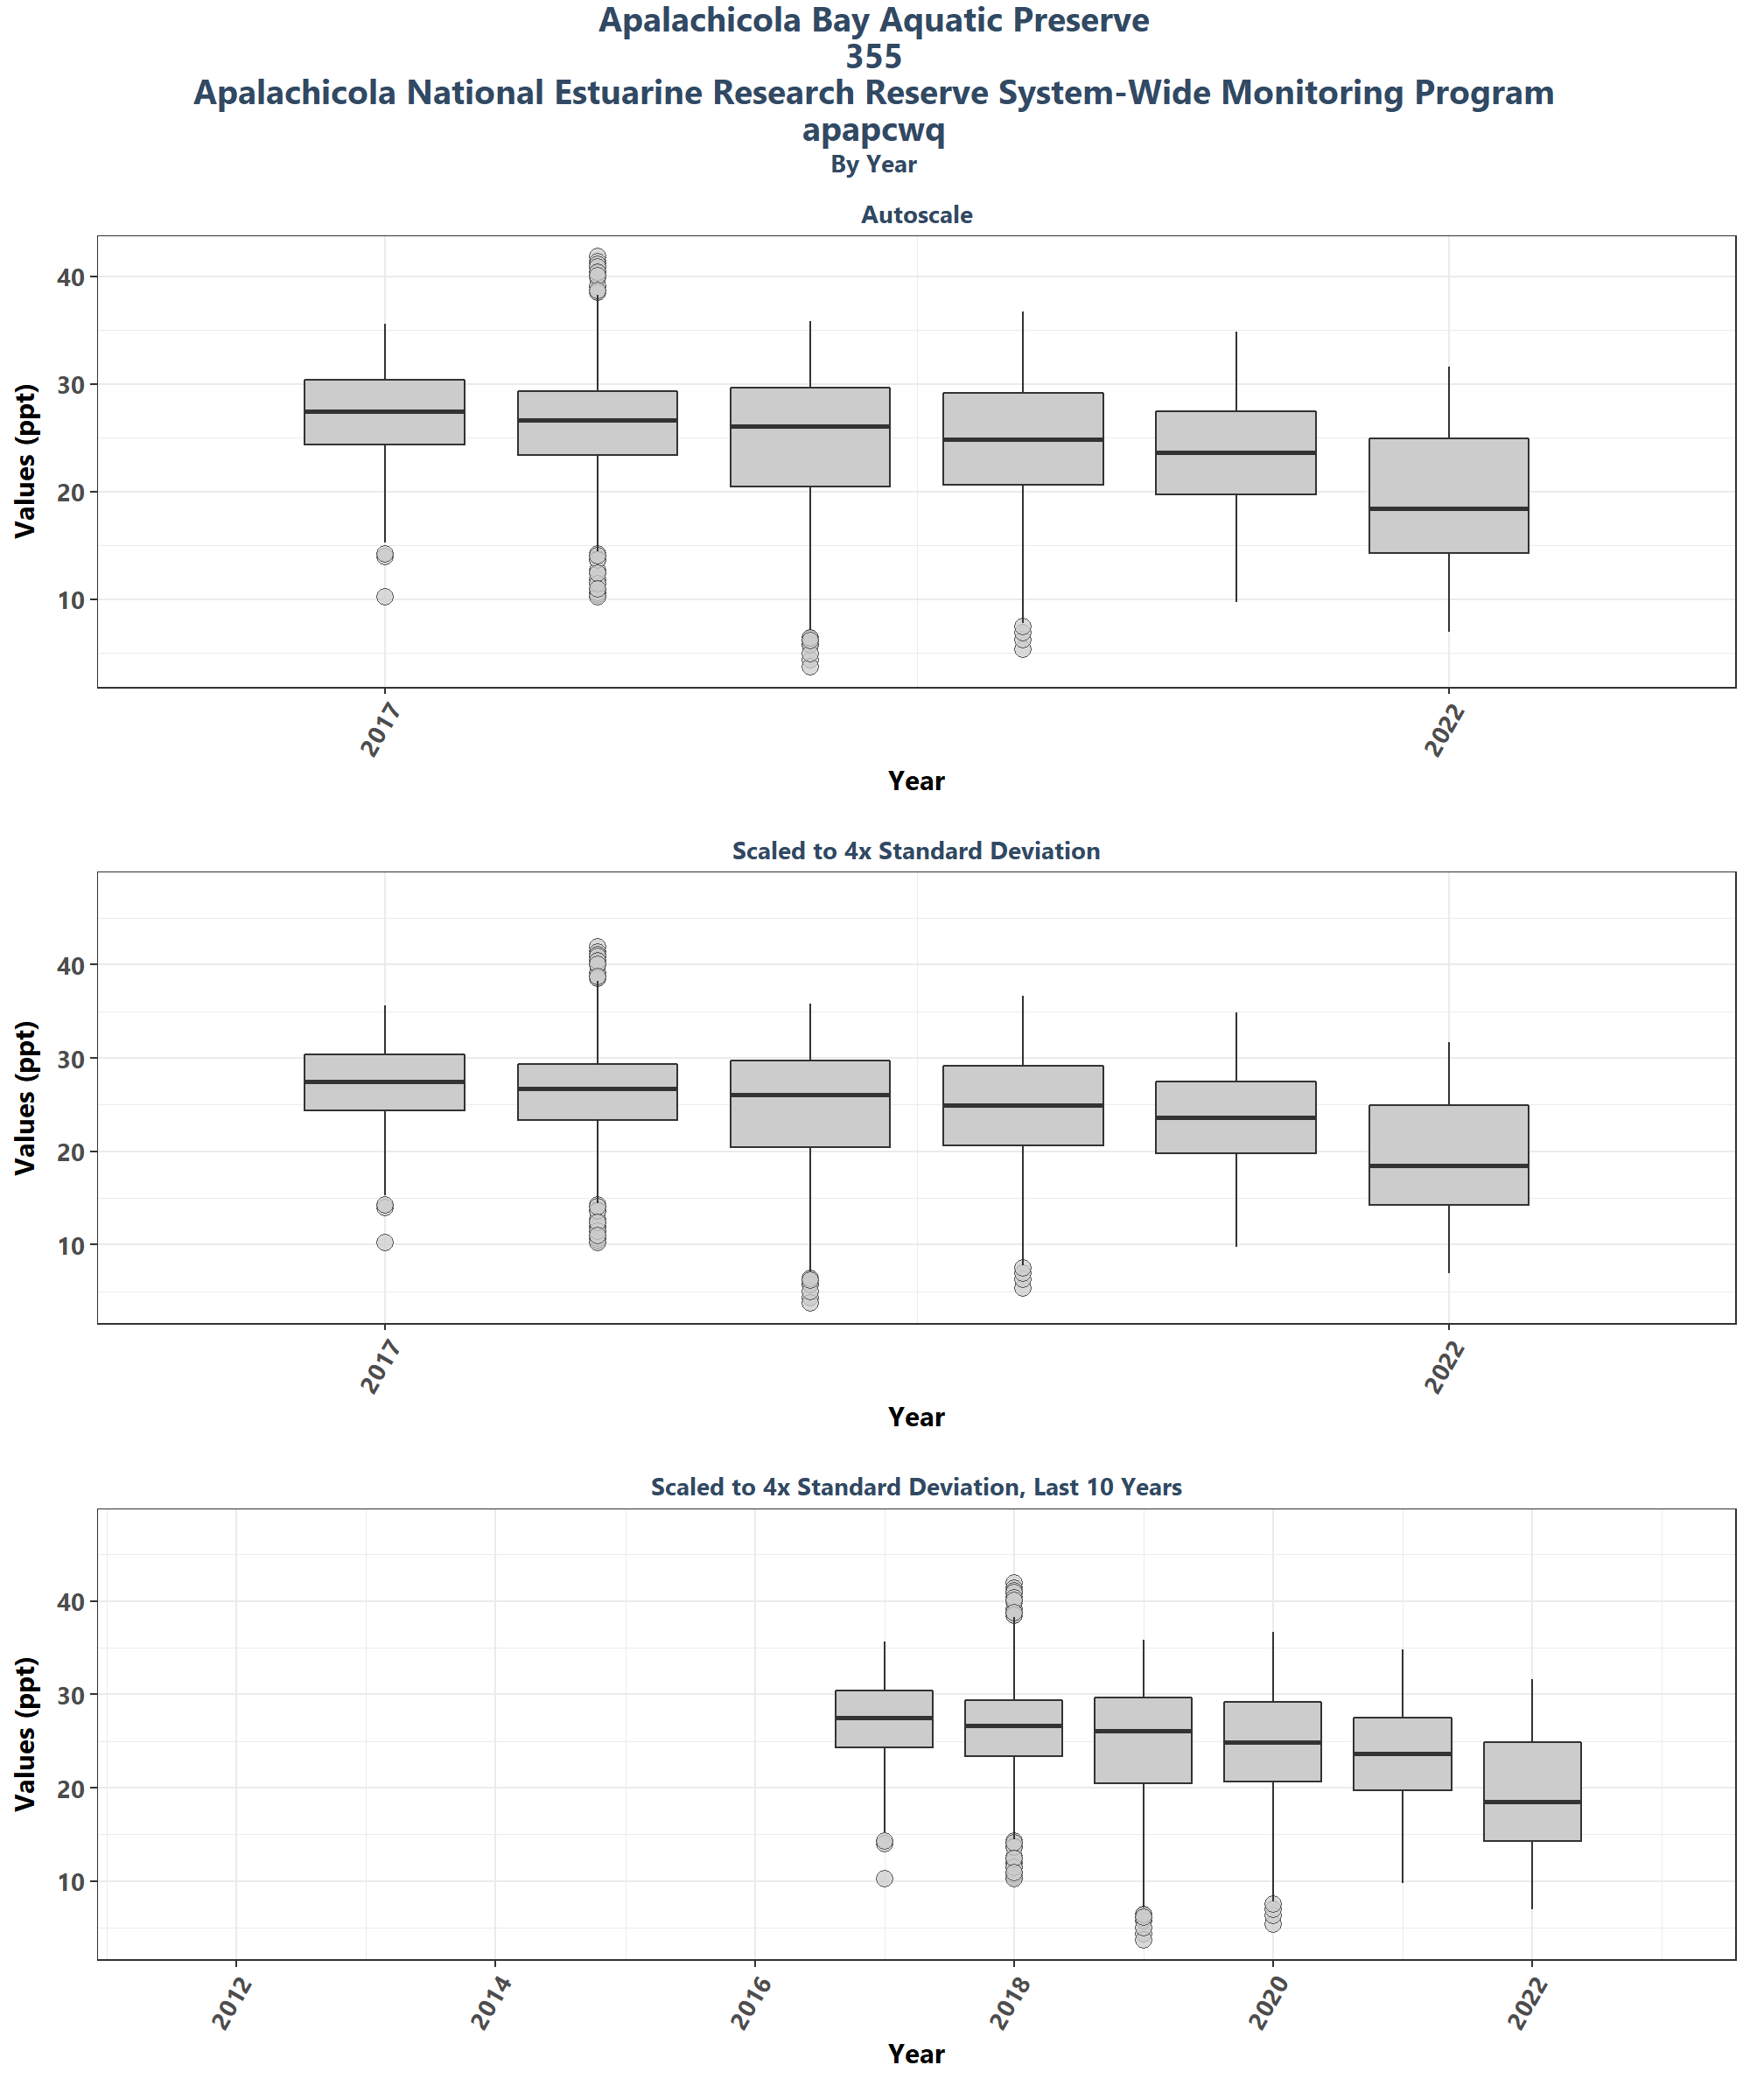 Apalachicola Bay Aquatic Preserve
355
Apalachicola National Estuarine Research Reserve System-Wide Monitoring Program
apapcwq
By Year
Autoscale
Values (ppt)
40
30
20
10
2017
2022
Year
Scaled to 4x Standard Deviation
Values (ppt)
40
30
20
10
2017
2022
Year
Scaled to 4x Standard Deviation, Last 10 Years
Values (ppt)
40
30
20
10
2012
2014
2016
2018
2020
2022
Year